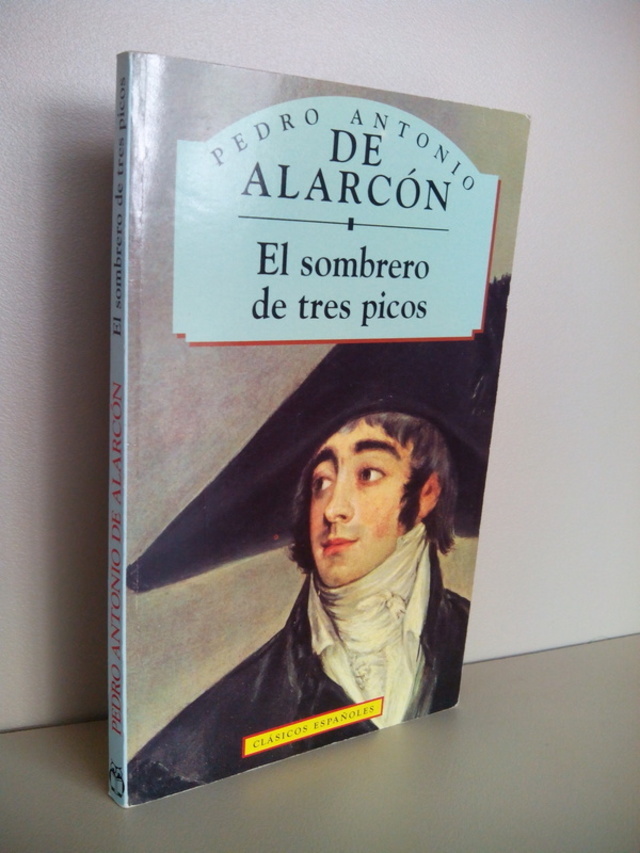 PEDRO ANTONIO
DE
ALARCÓN
El sombrero
de tres picos
CLÁSICOS ESPAÑOLES
PEDRO ANTONIO DE ALARCÓN El sombrero de tres picos